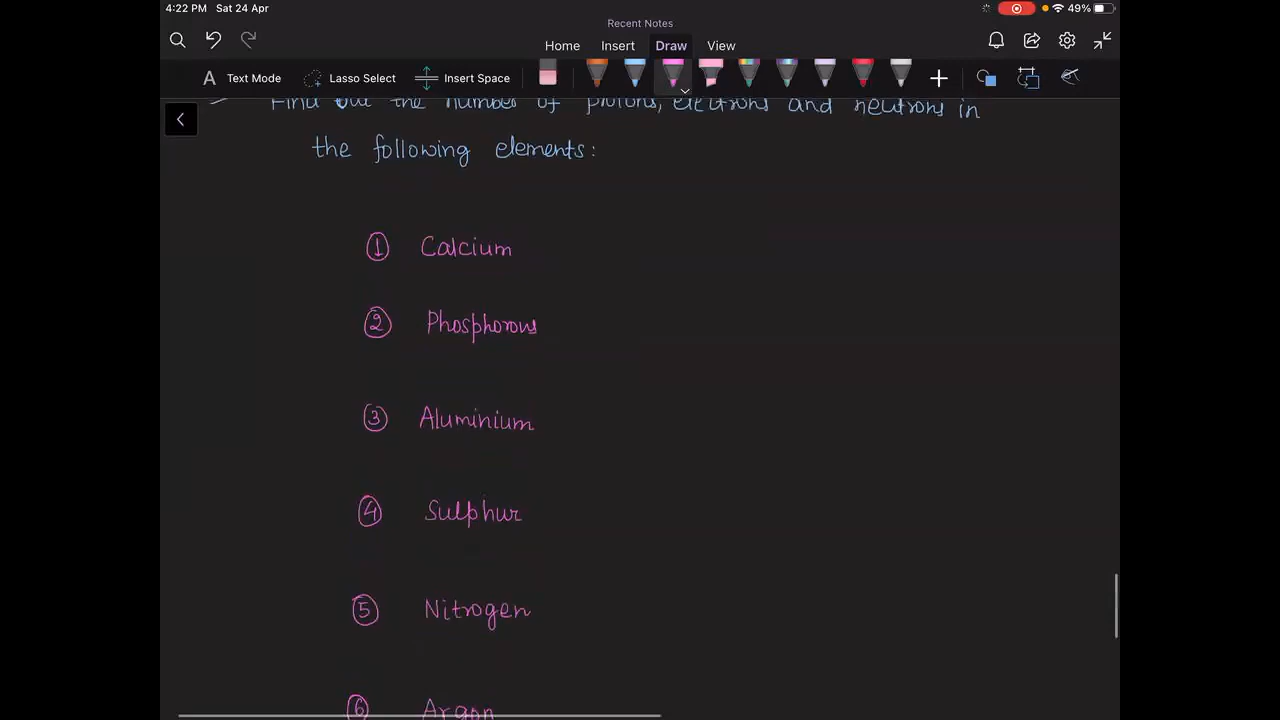 4:22 PM Sat 24 Apr
49%
Recent Notes
Home Insert Draw View
A Text Mode Lasso Select Insert Space
Find out the number of protons, electrons and neutrons in
the following elements:
1 Calcium
2 Phosphorous
3 Aluminium
4 Sulphur
5 Nitrogen
6 Argon